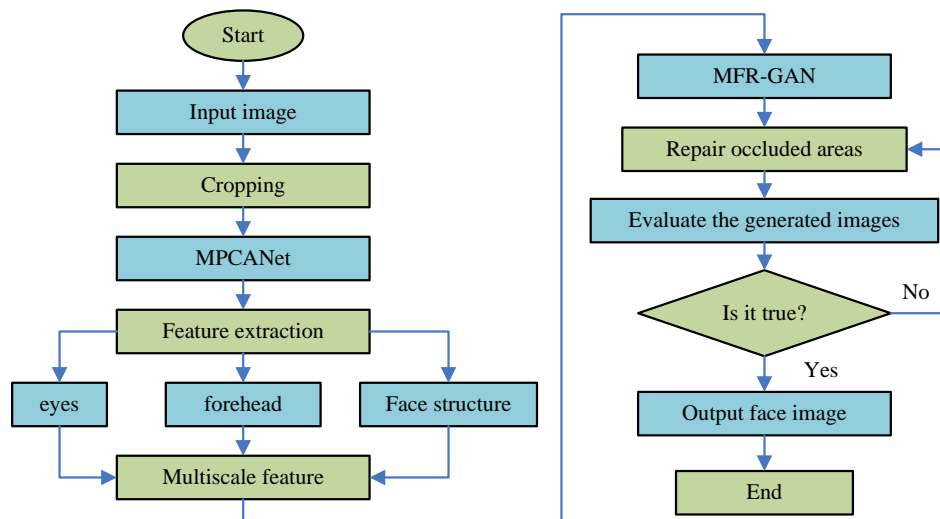 Start
Input image
Cropping
MPCANet
Feature extraction
eyes
forehead
Face structure
Multiscale feature
MFR-GAN
Repair occluded areas
Evaluate the generated images
Is it true?
No
Yes
Output face image
End